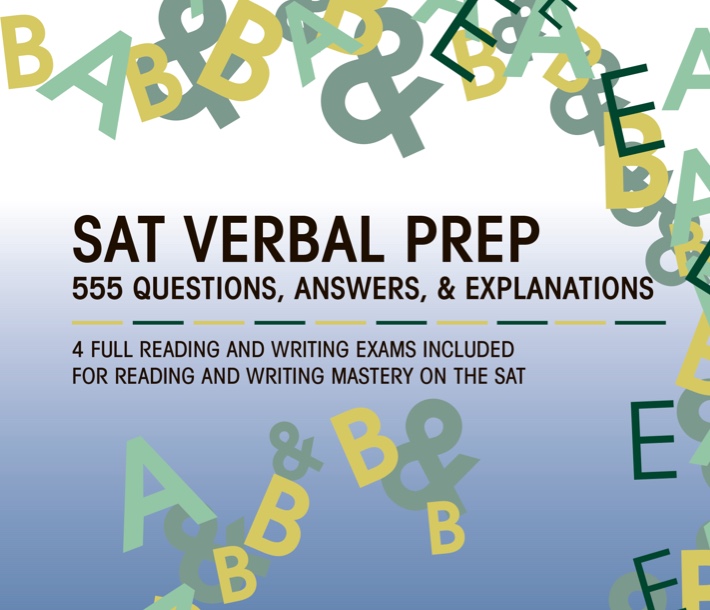 SAT VERBAL PREP
555 QUESTIONS, ANSWERS, & EXPLANATIONS
4 FULL READING AND WRITING EXAMS INCLUDED
FOR READING AND WRITING MASTERY ON THE SAT